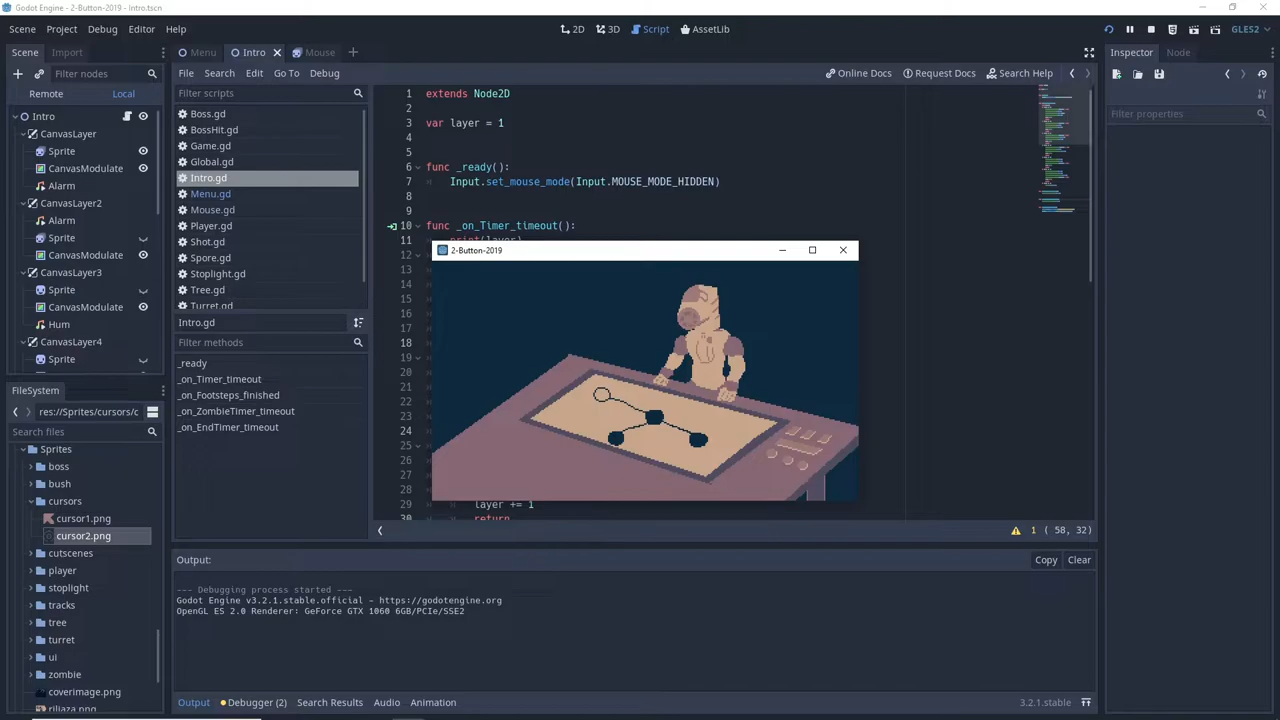 Godot Engine - 2-Button-2019 - Intro.tscn
Scene Project Debug Editor Help
2D 3D Script AssetLib
GLES2
Scene Import
Filter nodes
Remote Local
Intro
CanvasLayer
Sprite
CanvasModulate
Alarm
CanvasLayer2
Alarm
Sprite
CanvasModulate
CanvasLayer3
Sprite
CanvasModulate
Hum
CanvasLayer4
Sprite
FileSystem
res://Sprites/cursors/c
Search files
Sprites
boss
bush
cursors
cursor1.png
cursor2.png
cutscenes
player
stoplight
tracks
tree
turret
ui
zombie
coverimage.png
riliaza.png
Menu Intro Mouse
File Search Edit Go To Debug
Online Docs Request Docs Search Help
Filter scripts
Boss.gd
BossHit.gd
Game.gd
Global.gd
Intro.gd
Menu.gd
Mouse.gd
Player.gd
Shot.gd
Spore.gd
Stoplight.gd
Tree.gd
Turret.gd
Intro.gd
Filter methods
_ready
_on_Timer_timeout
_on_Footsteps_finished
_on_ZombieTimer_timeout
_on_EndTimer_timeout
1 extends Node2D
2
3 var layer = 1
4
5
6 func _ready():
7 Input.set_mouse_mode(Input.MOUSE_MODE_HIDDEN)
8
9
10 func _on_Timer_timeout():
11 print(layer)
12
13
14
15
16
17
18
19
20
21
22
23
24
25
26
27
28
29 layer += 1
30 return
2-Button-2019
1 ( 58, 32)
Output:
Copy Clear
--- Debugging process started ---
Godot Engine v3.2.1.stable.official - https://godotengine.org
OpenGL ES 2.0 Renderer: GeForce GTX 1060 6GB/PCIe/SSE2
Output Debugger (2) Search Results Audio Animation
3.2.1.stable
Inspector Node
Filter properties